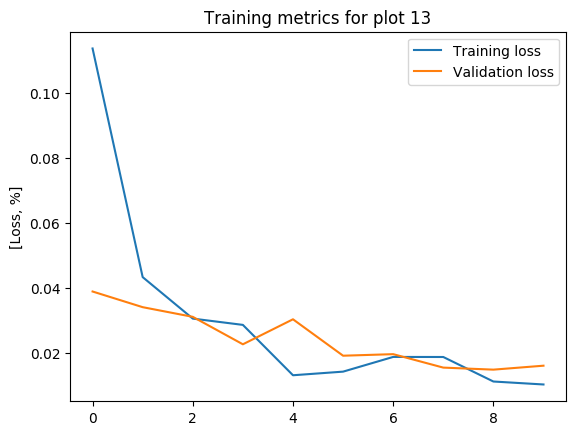 Training metrics for plot 13
Training loss
Validation loss
[Loss, %]
0.10
0.08
0.06
0.04
0.02
0 2 4 6 8